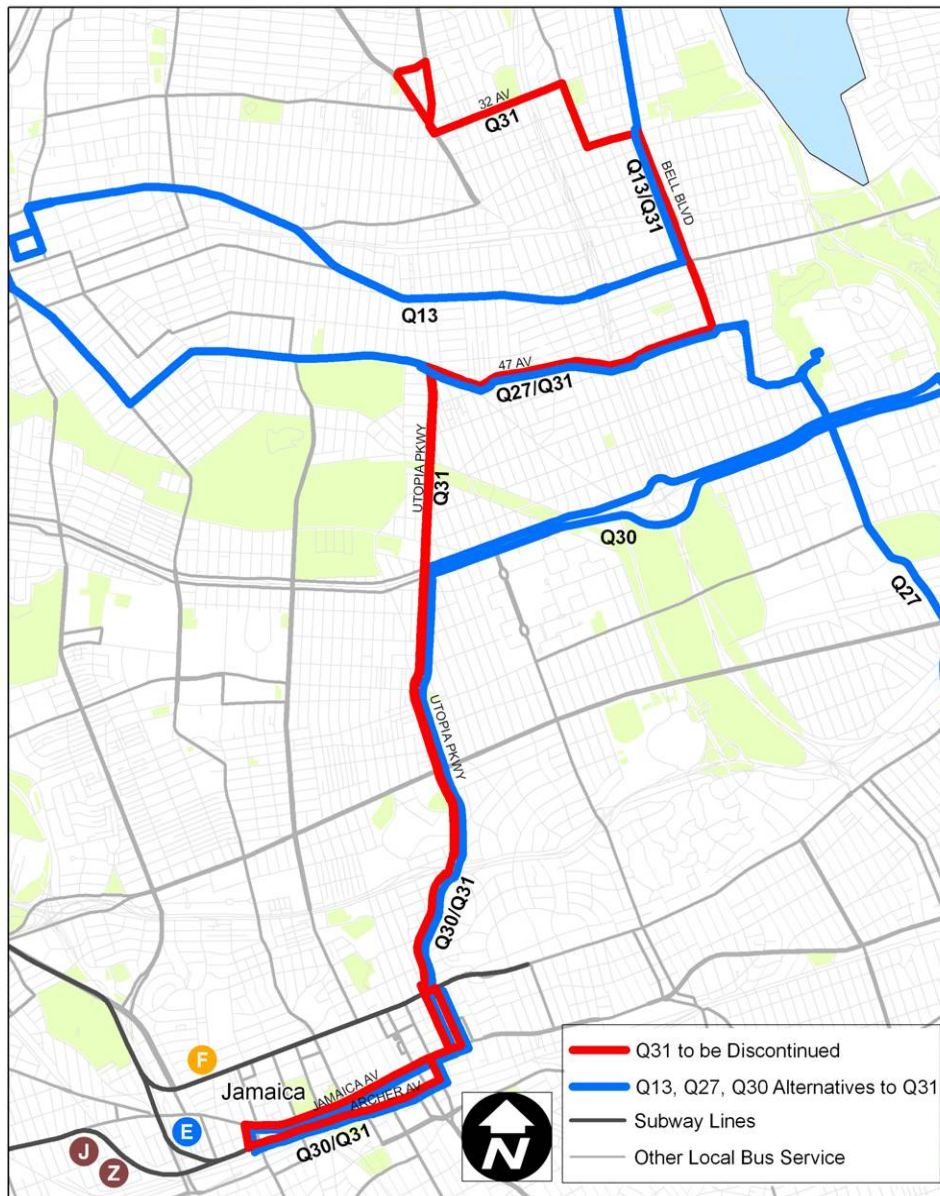 32 AV
Q31
Q13/Q31
BELL BLVD
Q13
47 AV
Q27/Q31
UTOPIA PKWY
Q31
Q30
Q27
UTOPIA PKWY
Q30/Q31
F
Jamaica
JAMAICA AV
ARCHER AV
E
Q30/Q31
J
Z
N
Q31 to be Discontinued
Q13, Q27, Q30 Alternatives to Q31
Subway Lines
Other Local Bus Service